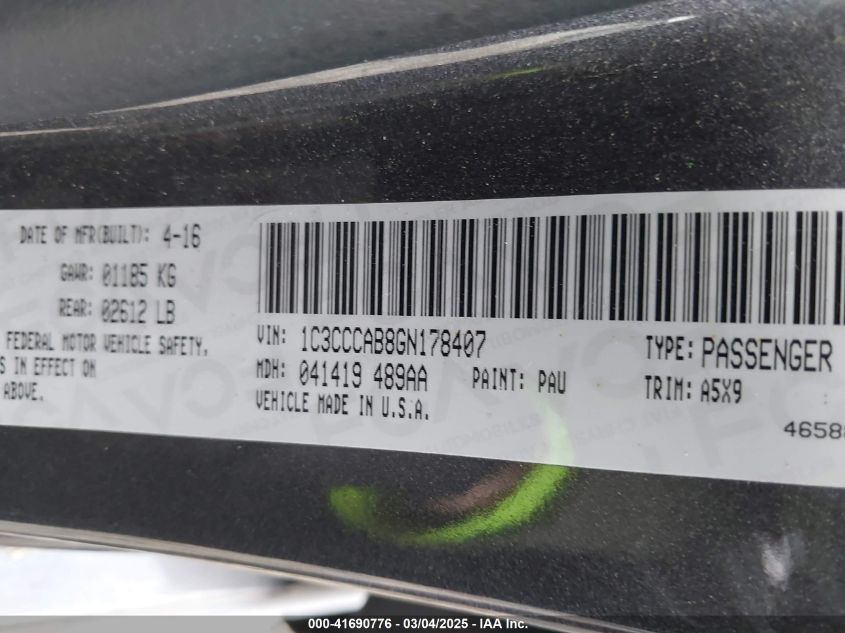 DATE OF MFR(BUILT): 4-16
GAWR: 01185 KG
REAR: 02612 LB
FEDERAL MOTOR VEHICLE SAFETY,
S IN EFFECT ON
ABOVE.
VIN: 1C3CCCAB8GN178407
MDH: 041419 489AA PAINT: PAU
VEHICLE MADE IN U.S.A.
TYPE: PASSENGER
TRIM: A5X9
4658
000-41690776 - 03/04/2025 - IAA Inc.